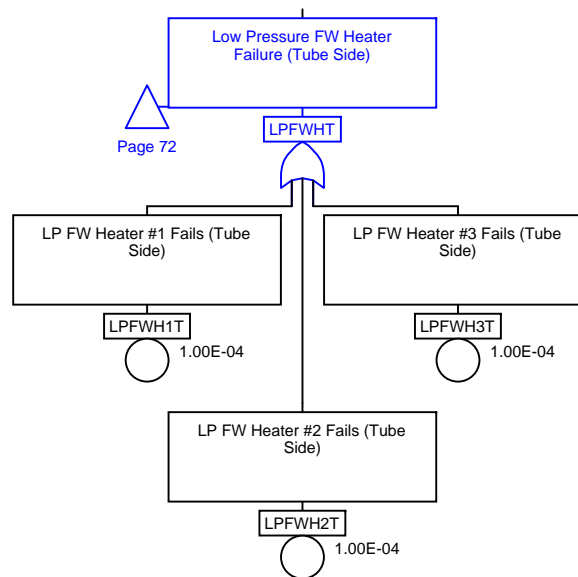 Low Pressure FW Heater
Failure (Tube Side)
Page 72
LPFWHT
LP FW Heater #1 Fails (Tube
Side)
LPFWH1T
1.00E-04
LP FW Heater #3 Fails (Tube
Side)
LPFWH3T
1.00E-04
LP FW Heater #2 Fails (Tube
Side)
LPFWH2T
1.00E-04